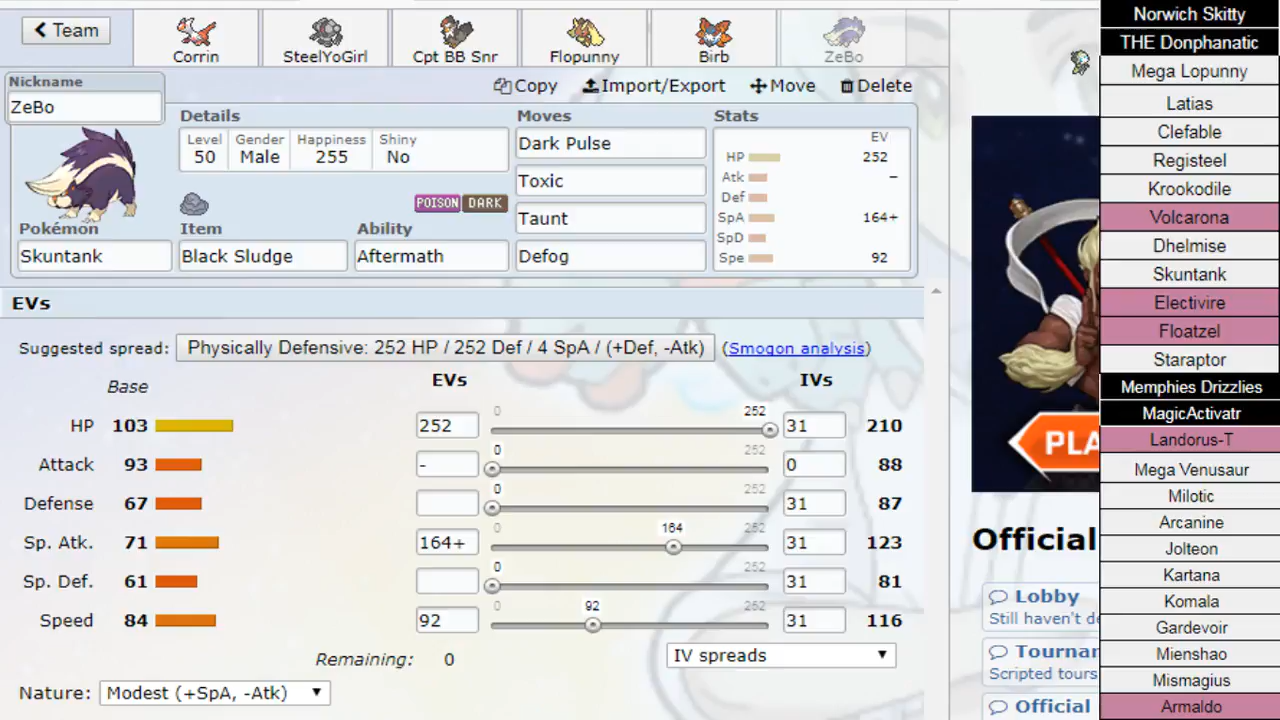 Team
Corrin
SteelYoGirl
Cpt BB Snr
Flopunny
Birb
ZeBo
Nickname
ZeBo
Copy
Import/Export
Move
Delete
Details
Level
50
Gender
Male
Happiness
255
Shiny
No
POISON DARK
Pokémon
Skuntank
Item
Black Sludge
Ability
Aftermath
Moves
Dark Pulse
Toxic
Taunt
Defog
Stats
EV
HP 252
Atk –
Def
SpA 164+
SpD
Spe 92
EVs
Suggested spread: Physically Defensive: 252 HP / 252 Def / 4 SpA / (+Def, -Atk) (Smogon analysis)
Base EVs IVs
HP 103 252 0 252 31 210
Attack 93 - 0 252 0 88
Defense 67 0 252 31 87
Sp. Atk. 71 164+ 0 164 252 31 123
Sp. Def. 61 0 252 31 81
Speed 84 92 0 92 252 31 116
Remaining: 0
IV spreads
Nature: Modest (+SpA, -Atk)
PLA
Official
Lobby
Still haven't de
Tournar
Scripted tours
Official
Norwich Skitty
THE Donphanatic
Mega Lopunny
Latias
Clefable
Registeel
Krookodile
Volcarona
Dhelmise
Skuntank
Electivire
Floatzel
Staraptor
Memphies Drizzlies
MagicActivatr
Landorus-T
Mega Venusaur
Milotic
Arcanine
Jolteon
Kartana
Komala
Gardevoir
Mienshao
Mismagius
Armaldo